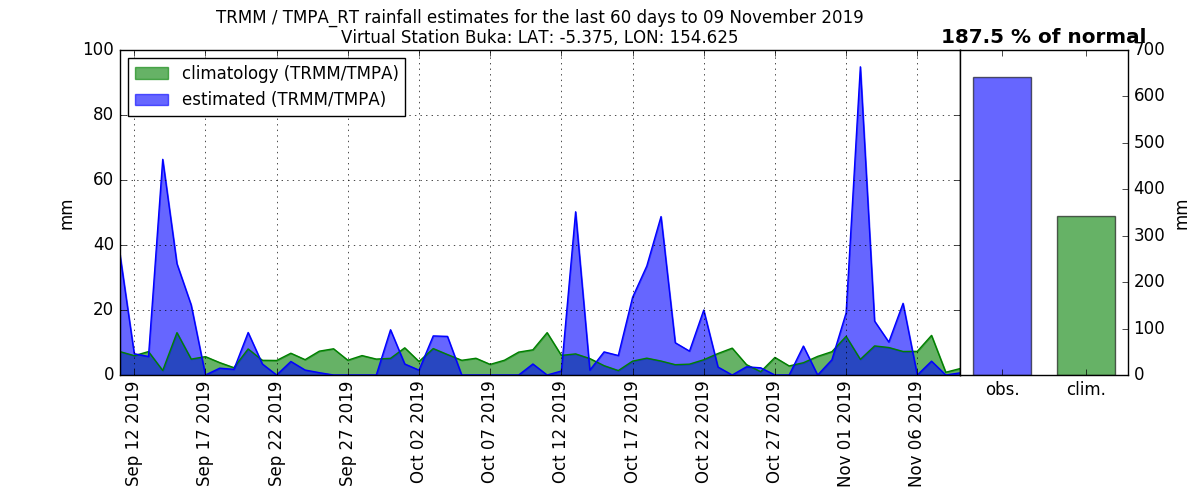 TRMM / TMPA_RT rainfall estimates for the last 60 days to 09 November 2019
Virtual Station Buka: LAT: -5.375, LON: 154.625
187.5 % of normal
climatology (TRMM/TMPA)
estimated (TRMM/TMPA)
100
80
60
40
20
0
mm
700
600
500
400
300
200
100
0
mm
Sep 12 2019
Sep 17 2019
Sep 22 2019
Sep 27 2019
Oct 02 2019
Oct 07 2019
Oct 12 2019
Oct 17 2019
Oct 22 2019
Oct 27 2019
Nov 01 2019
Nov 06 2019
obs.
clim.